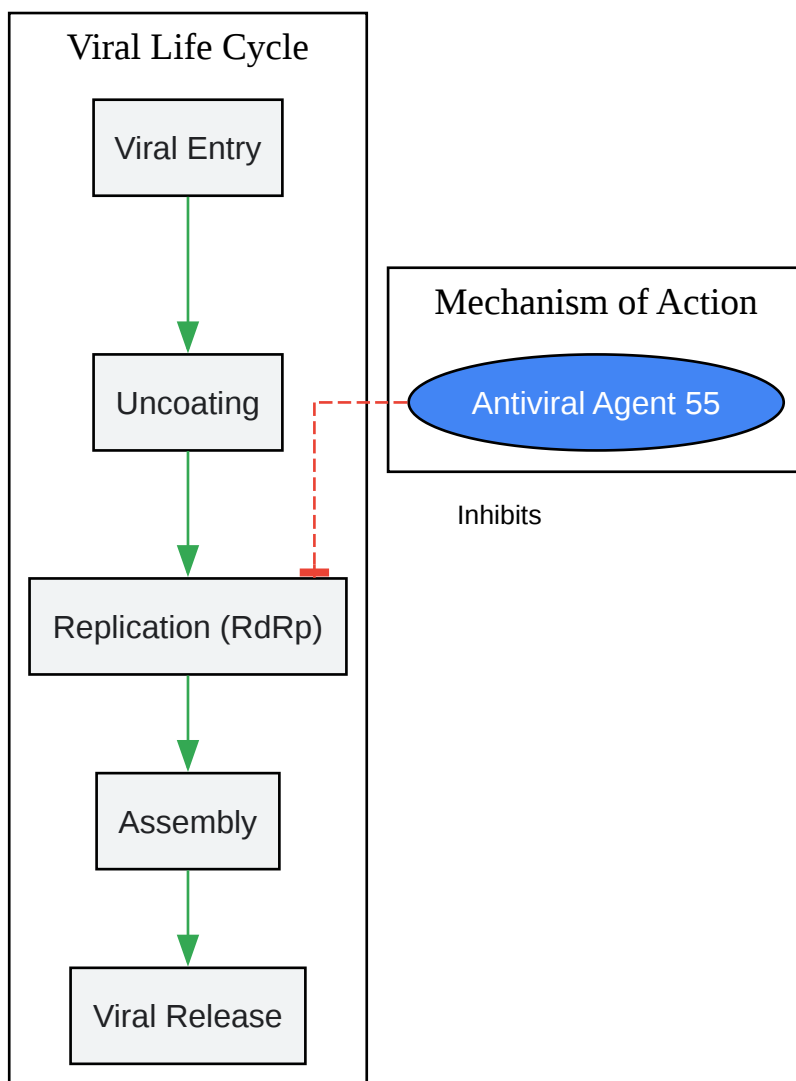 Viral Life Cycle
Viral Entry
Uncoating
Replication (RdRp)
Assembly
Viral Release
Mechanism of Action
Antiviral Agent 55
Inhibits